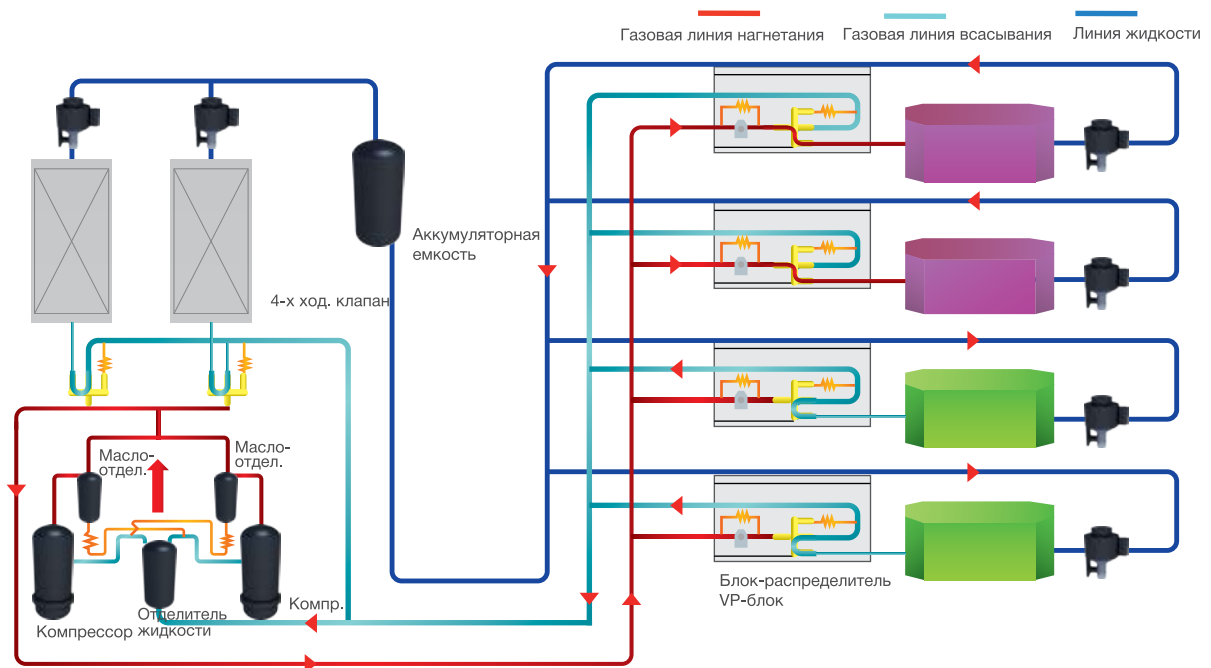 Газовая линия нагнетания
Газовая линия всасывания
Линия жидкости
Аккумуляторная
емкость
4-х ход. клапан
Масло-
отдел.
Масло-
отдел.
Компрессор
Отделитель
жидкости
Компр.
Блок-распределитель
VP-блок